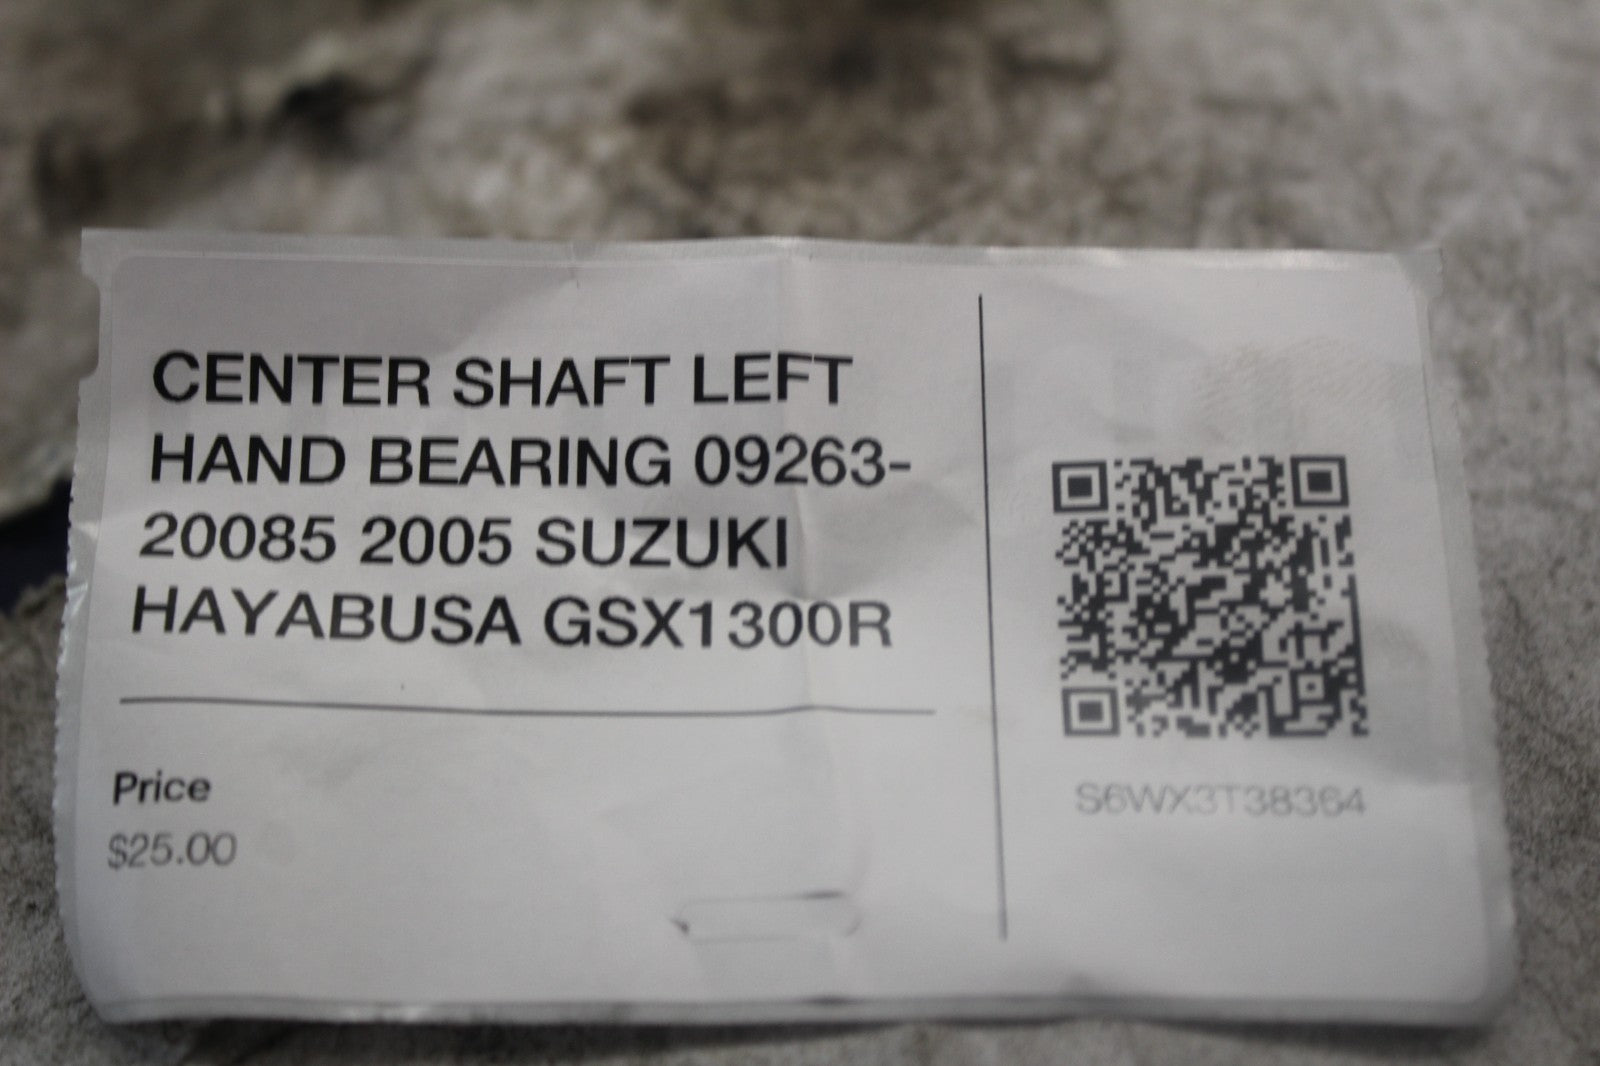 CENTER SHAFT LEFT
HAND BEARING 09263-
20085 2005 SUZUKI
HAYABUSA GSX1300R
Price
$25.00
S6WX3T38364